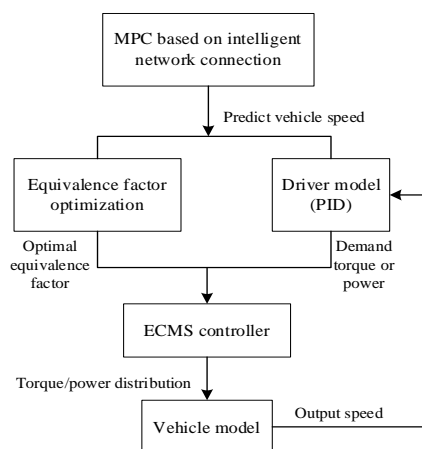 MPC based on intelligent
network connection
Predict vehicle speed
Equivalence factor
optimization
Driver model
(PID)
Optimal
equivalence
factor
Demand
torque or
power
ECMS controller
Torque/power distribution
Vehicle model
Output speed